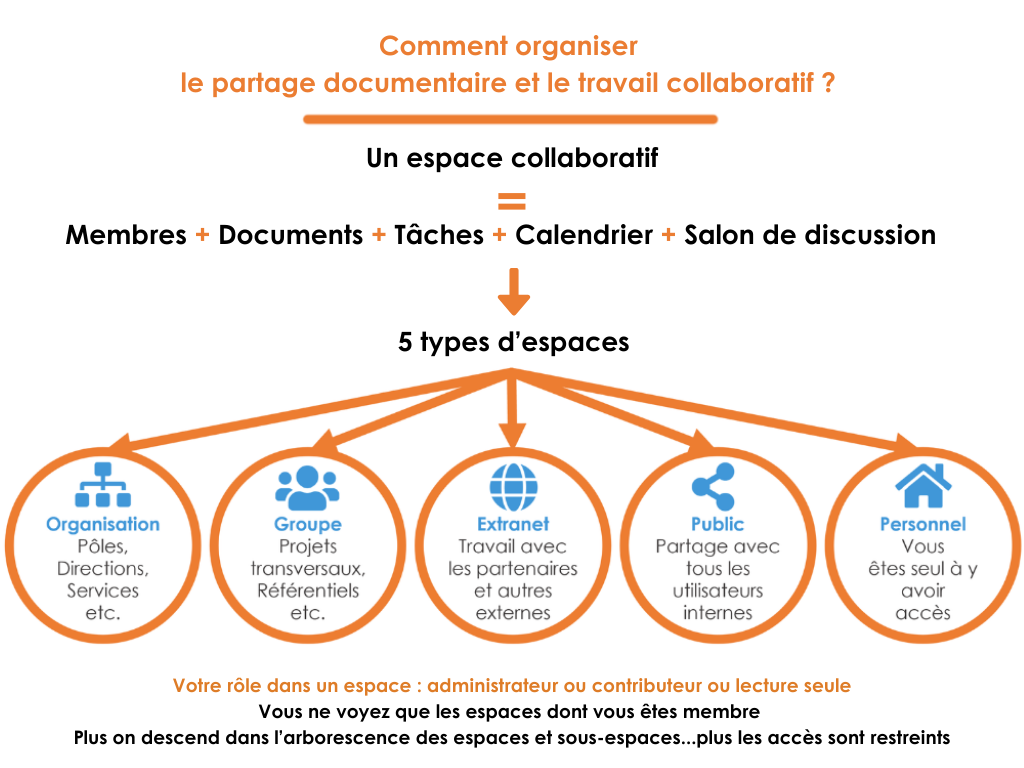 Comment organiser
le partage documentaire et le travail collaboratif ?
Un espace collaboratif
=
Membres + Documents + Tâches + Calendrier + Salon de discussion
5 types d’espaces
Organisation
Pôles,
Directions,
Services
etc.
Groupe
Projets
transversaux,
Référentiels
etc.
Extranet
Travail avec
les partenaires
et autres
externes
Public
Partage avec
tous les
utilisateurs
internes
Personnel
Vous
êtes seul à y
avoir
accès
Votre rôle dans un espace : administrateur ou contributeur ou lecture seule
Vous ne voyez que les espaces dont vous êtes membre
Plus on descend dans l’arborescence des espaces et sous-espaces...plus les accès sont restreints